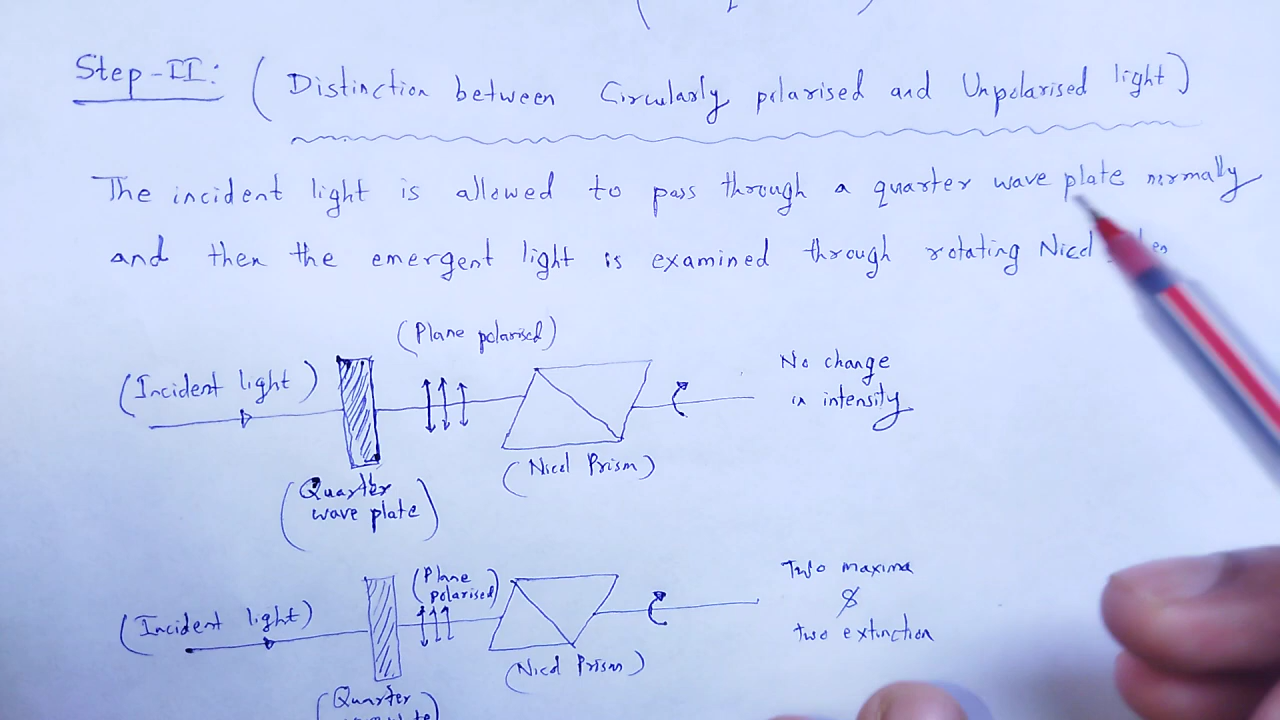 Step-II: (Distinction between Circularly polarised and Unpolarised light)
The incident light is allowed to pass through a quarter wave plate normally
and then the emergent light is examined through rotating Nicol
(Plane polarised)
(Incident light)
No change
in intensity
(Nicol Prism)
(Quarter
wave plate)
(Plane
polarised)
Two maxima
&
two extinction
(Incident light)
(Nicol Prism)
(Quarter